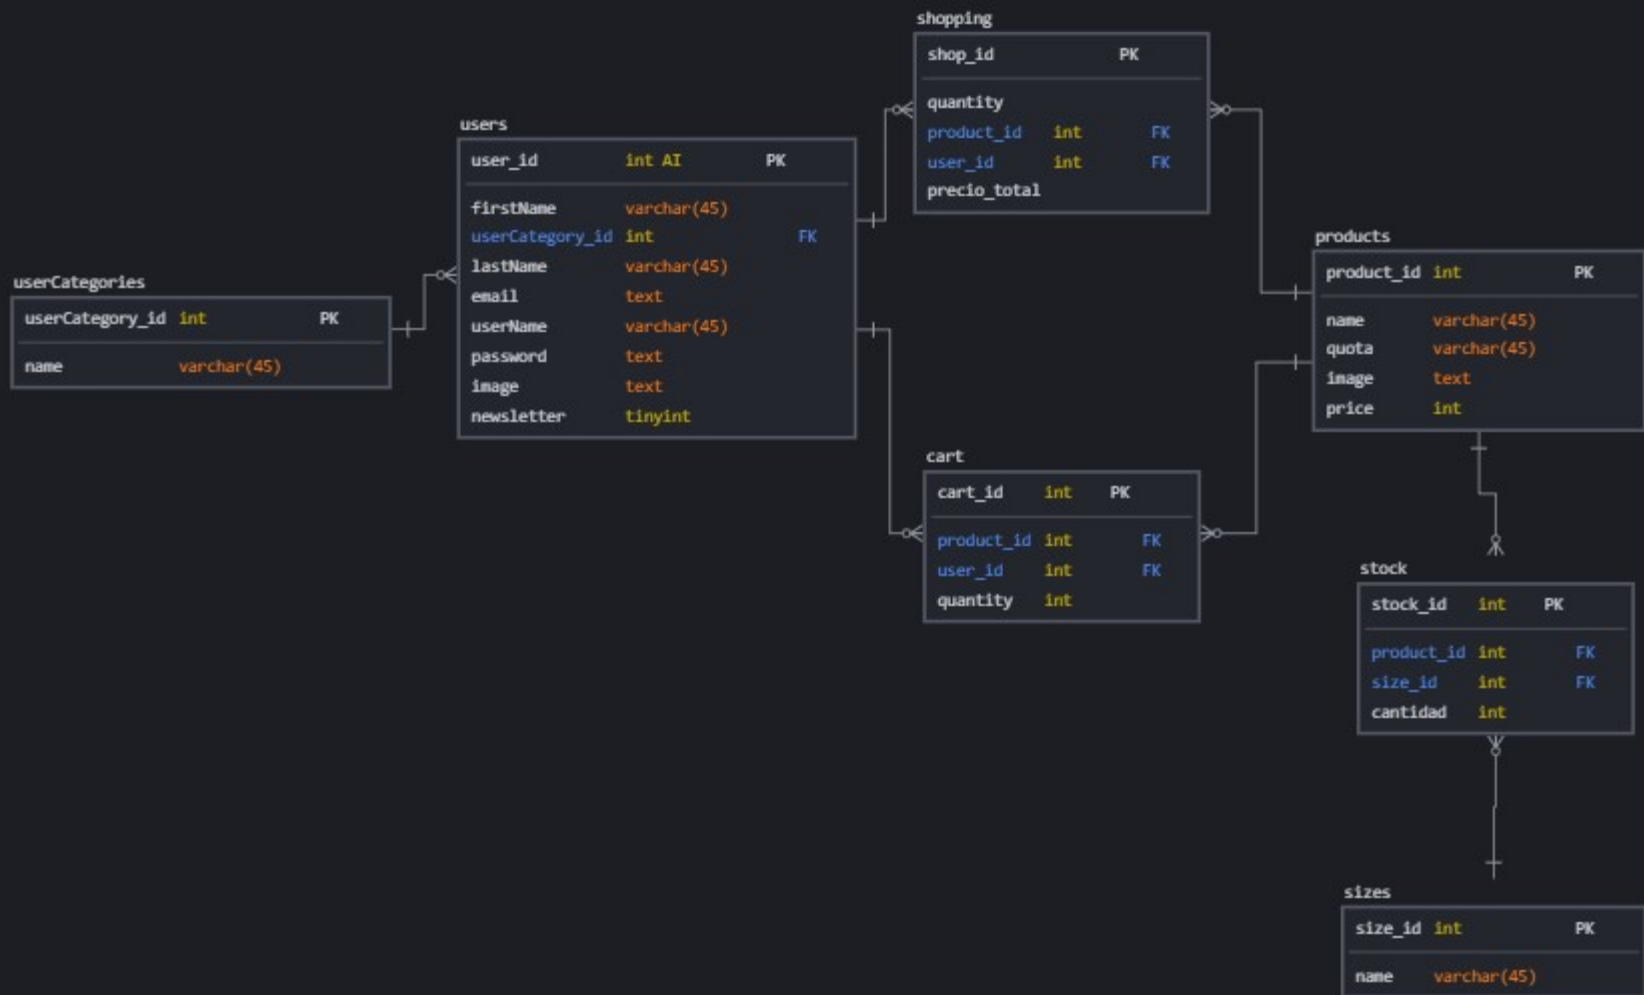 shopping
shop_id PK
quantity
product_id int FK
user_id int FK
precio_total
users
user_id int AI PK
firstName varchar(45)
userCategory_id int FK
lastName varchar(45)
email text
userName varchar(45)
password text
image text
newsletter tinyint
userCategories
userCategory_id int PK
name varchar(45)
products
product_id int PK
name varchar(45)
quota varchar(45)
image text
price int
cart
cart_id int PK
product_id int FK
user_id int FK
quantity int
stock
stock_id int PK
product_id int FK
size_id int FK
cantidad int
sizes
size_id int PK
name varchar(45)